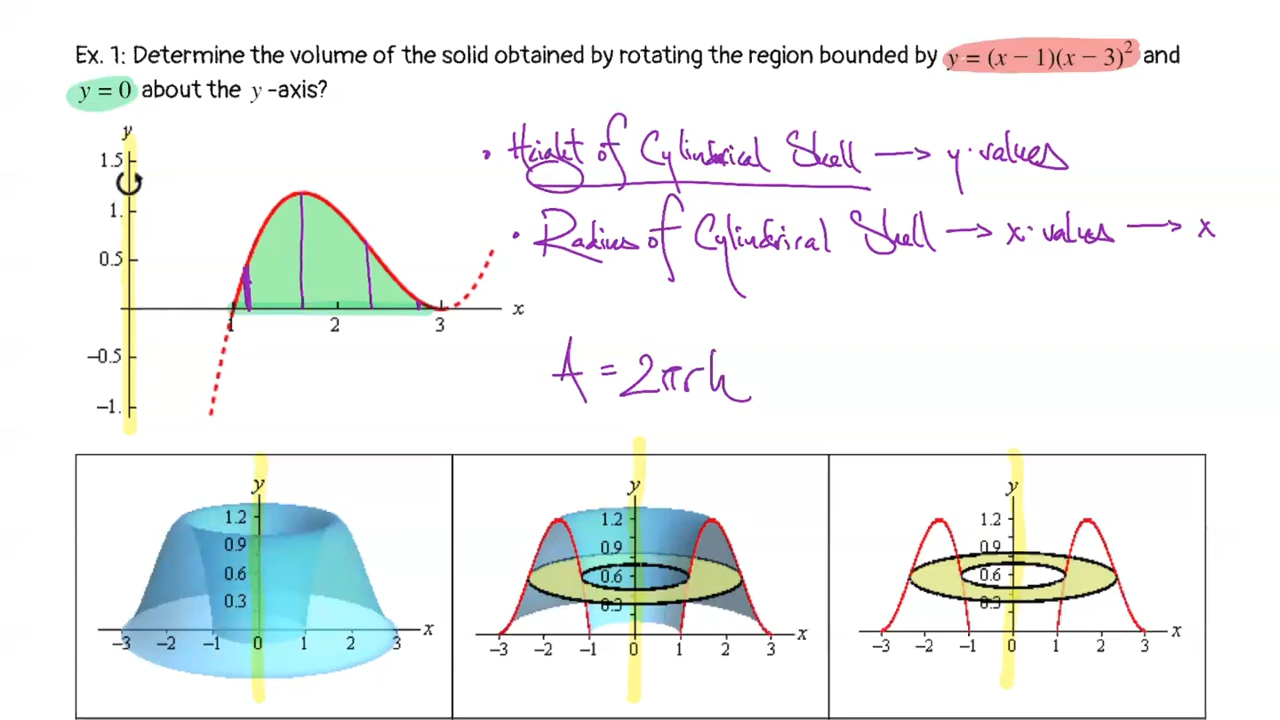 Ex. 1: Determine the volume of the solid obtained by rotating the region bounded by y = (x − 1)(x − 3)² and
y = 0 about the y -axis?
y
1.5
1.
0.5
−0.5
−1.
1
2
3
x
• Height of Cylindrical Shell → y-values
• Radius of Cylindrical Shell → x-values → x
A = 2πrh
y
1.2
0.9
0.6
0.3
−3 −2 −1 0 1 2 3 x
y
1.2
0.9
0.6
0.3
−3 −2 −1 0 1 2 3 x
y
1.2
0.9
0.6
0.3
−3 −2 −1 0 1 2 3 x